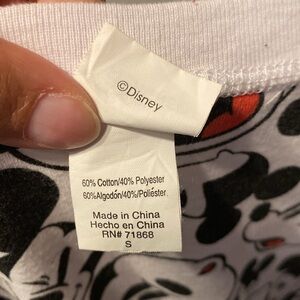 ©Disney
60% Cotton/40% Polyester
60%Algodón/40%/Poliéster.
Made in China
Hecho en China
RN# 71868
S